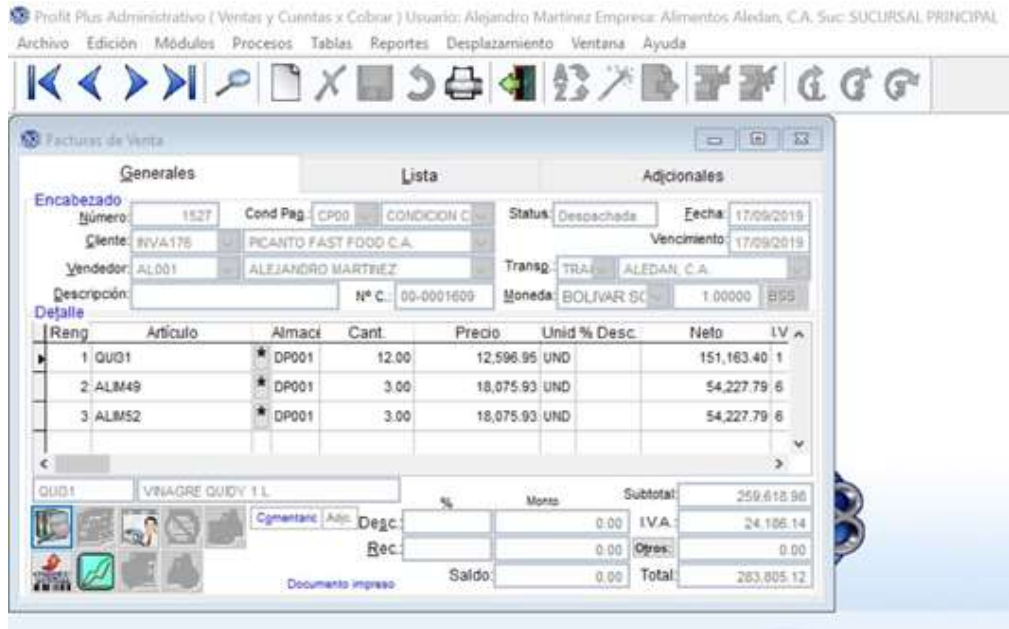 Profit Plus Administrativo ( Ventas y Cuentas x Cobrar ) Usuario: Alejandro Martinez Empresa: Alimentos Aledan, C.A. Suc: SUCURSAL PRINCIPAL
Archivo Edición Módulos Procesos Tablas Reportes Desplazamiento Ventana Ayuda
Facturas de Venta
Generales Lista Adicionales
Encabezado
Número: 1527 Cond Pag.: CP00 CONDICION C Status: Despachada Fecha: 17/09/2019
Cliente: INVA176 PICANTO FAST FOOD C.A. Vencimiento: 17/09/2019
Vendedor: AL001 ALEJANDRO MARTINEZ Transp.: TRA ALEDAN, C.A.
Descripción: Nº C.: 00-0001609 Moneda: BOLIVAR SO 1.00000 BSS
Detalle
Reng Artículo Almacé Cant. Precio Unid % Desc. Neto I.V
1 QUI31 * DP001 12.00 12,596.95 UND 151,163.40 1
2 ALIM49 * DP001 3.00 18,075.93 UND 54,227.79 6
3 ALIM52 * DP001 3.00 18,075.93 UND 54,227.79 6
QUI31 VINAGRE QUIDY 1 L % Monto Subtotal: 259.618.98
Comentario Adic. Desc.: 0.00 I.V.A.: 24.186.14
Rec.: 0.00 Otros: 0.00
Documento impreso Saldo: 0.00 Total: 283,805.12